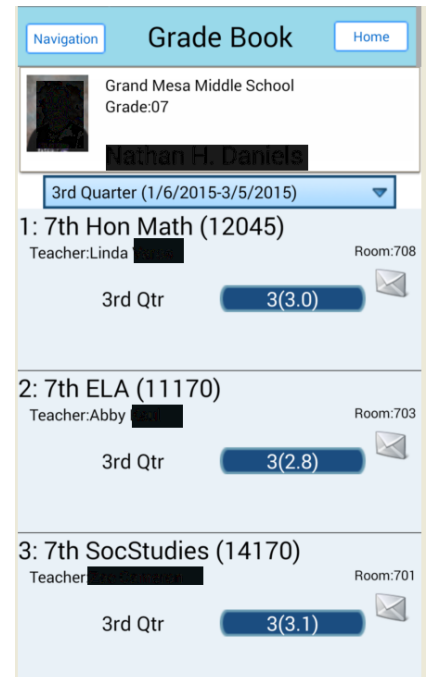 Navigation
Grade Book
Home
Grand Mesa Middle School
Grade:07
3rd Quarter (1/6/2015-3/5/2015)
1: 7th Hon Math (12045)
Teacher:Linda
Room:708
3rd Qtr
3(3.0)
2: 7th ELA (11170)
Teacher:Abby
Room:703
3rd Qtr
3(2.8)
3: 7th SocStudies (14170)
Teacher:
Room:701
3rd Qtr
3(3.1)